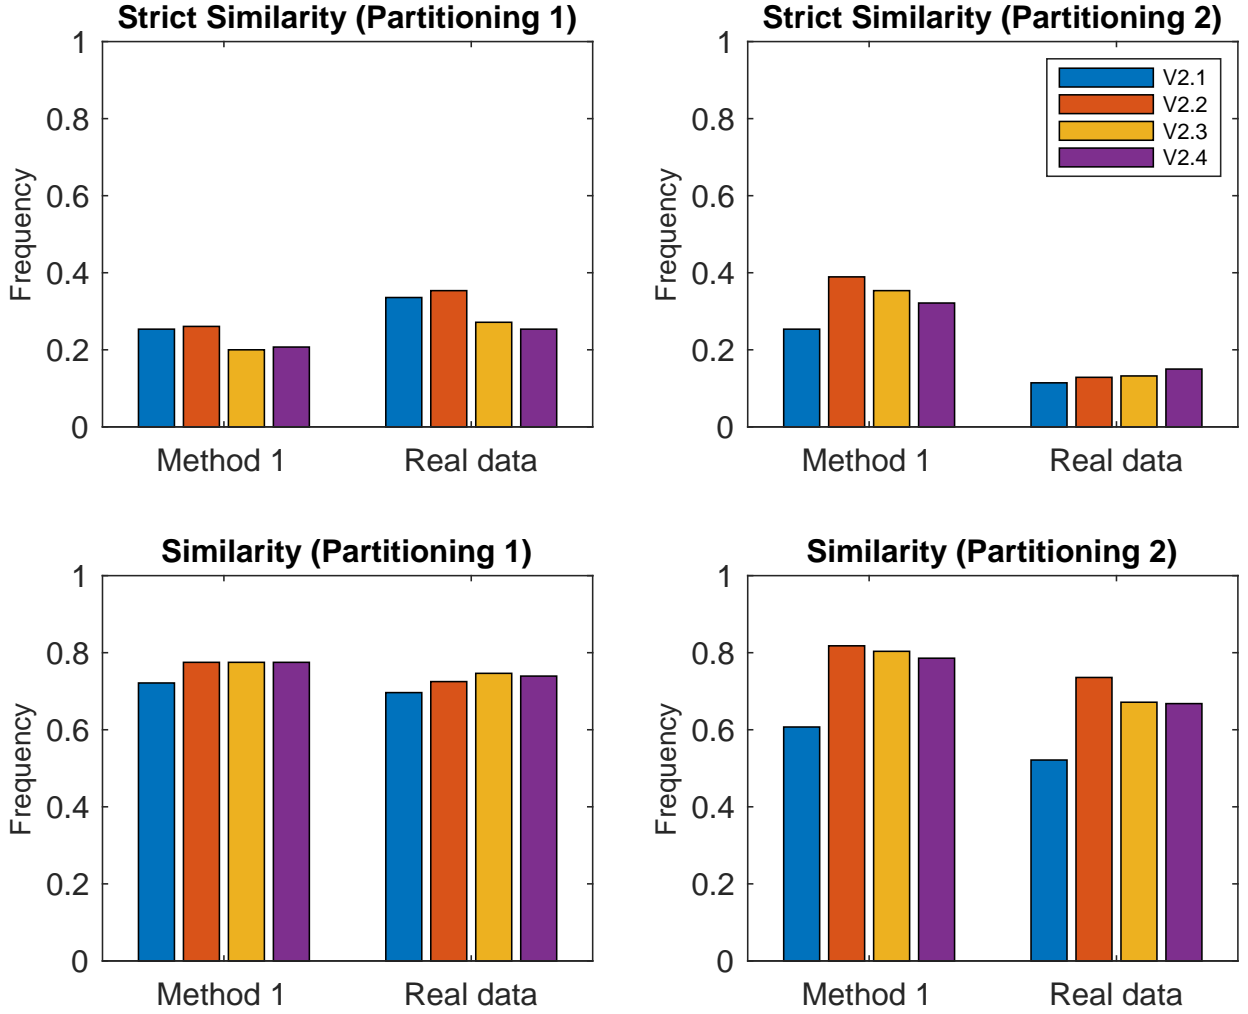 Strict Similarity (Partitioning 1)
1
0.8
0.6
0.4
0.2
0
Frequency
Method 1
Real data
Strict Similarity (Partitioning 2)
1
0.8
0.6
0.4
0.2
0
Frequency
V2.1
V2.2
V2.3
V2.4
Method 1
Real data
Similarity (Partitioning 1)
1
0.8
0.6
0.4
0.2
0
Frequency
Method 1
Real data
Similarity (Partitioning 2)
1
0.8
0.6
0.4
0.2
0
Frequency
Method 1
Real data